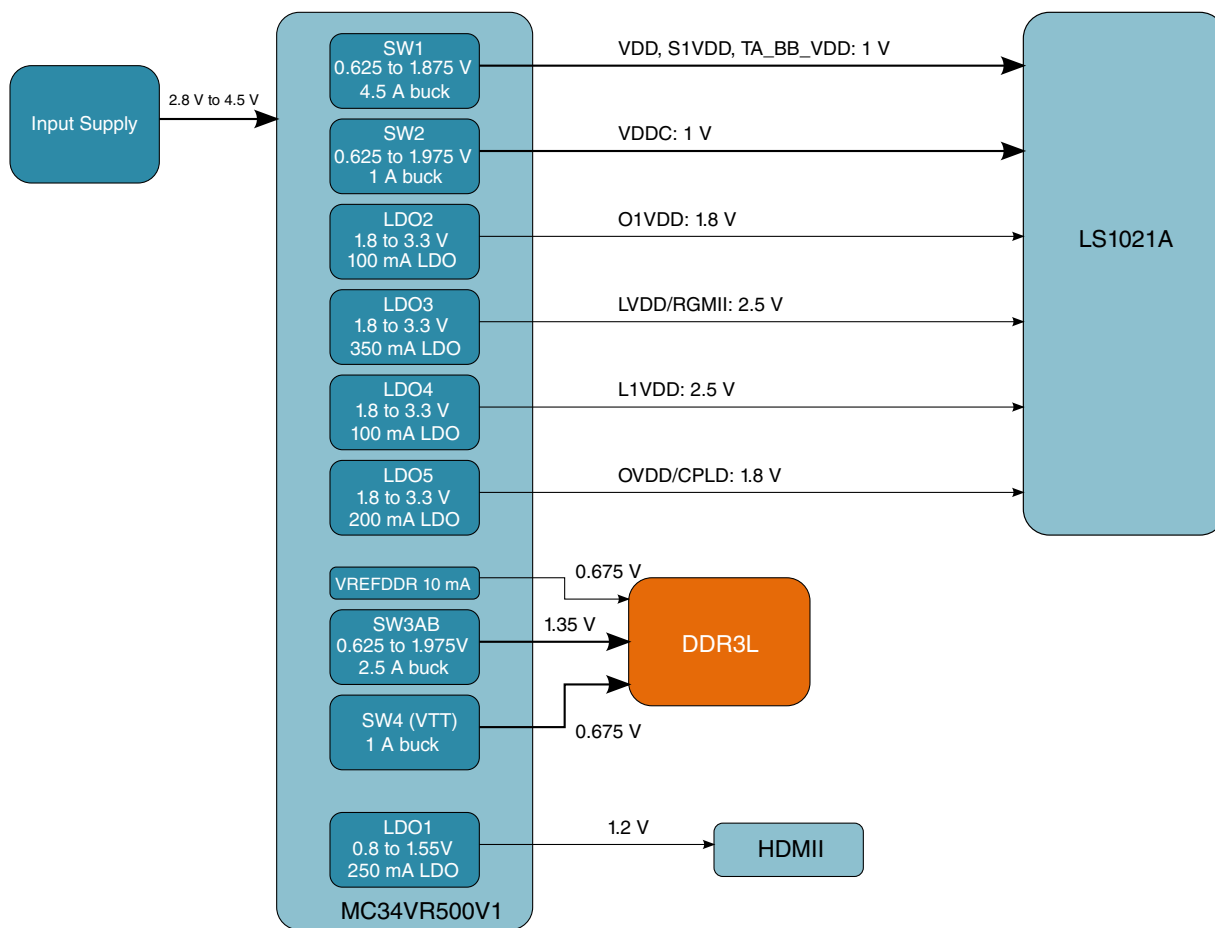 Input Supply
2.8 V to 4.5 V
SW1
0.625 to 1.875 V
4.5 A buck
VDD, S1VDD, TA_BB_VDD: 1 V
SW2
0.625 to 1.975 V
1 A buck
VDDC: 1 V
LDO2
1.8 to 3.3 V
100 mA LDO
O1VDD: 1.8 V
LDO3
1.8 to 3.3 V
350 mA LDO
LVDD/RGMII: 2.5 V
LDO4
1.8 to 3.3 V
100 mA LDO
L1VDD: 2.5 V
LDO5
1.8 to 3.3 V
200 mA LDO
OVDD/CPLD: 1.8 V
LS1021A
VREFDDR 10 mA
0.675 V
SW3AB
0.625 to 1.975V
2.5 A buck
1.35 V
DDR3L
SW4 (VTT)
1 A buck
0.675 V
LDO1
0.8 to 1.55V
250 mA LDO
1.2 V
HDMII
MC34VR500V1